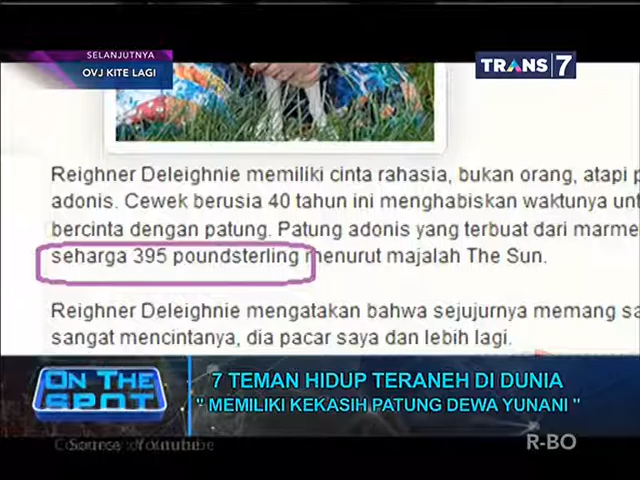 SELANJUTNYA
OVJ KITE LAGI
TRANS 7
Reighner Deleighnie memiliki cinta rahasia, bukan orang, atapi p
adonis. Cewek berusia 40 tahun ini menghabiskan waktunya unt
bercinta dengan patung. Patung adonis yang terbuat dari marme
seharga 395 poundsterling menurut majalah The Sun.
Reighner Deleighnie mengatakan bahwa sejujurnya memang sa
sangat mencintanya, dia pacar saya dan lebih lagi.
ON THE
SPOT
7 TEMAN HIDUP TERANEH DI DUNIA
" MEMILIKI KEKASIH PATUNG DEWA YUNANI "
R-BO